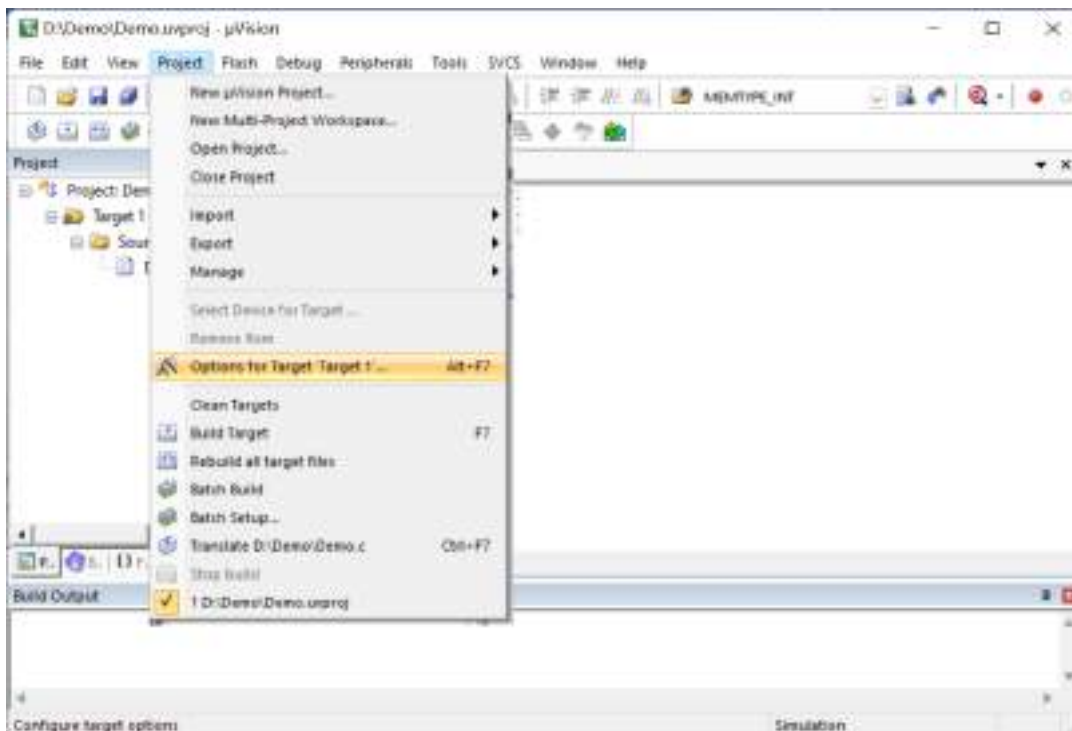 D:\Demo\Demo.uvproj - µVision
File Edit View Project Flash Debug Peripherals Tools SVCS Window Help
MEMTYPE_INT
Project
Project: Dem
Target 1
Sour
D
New µVision Project...
New Multi-Project Workspace...
Open Project...
Close Project
Import
Export
Manage
Select Device for Target ...
Remove Item
Options for Target 'Target 1'... Alt+F7
Clean Targets
Build Target F7
Rebuild all target files
Batch Build
Batch Setup...
Translate D:\Demo\Demo.c Ctrl+F7
Stop build
1 D:\Demo\Demo.uvproj
Build Output
Configure target options Simulation